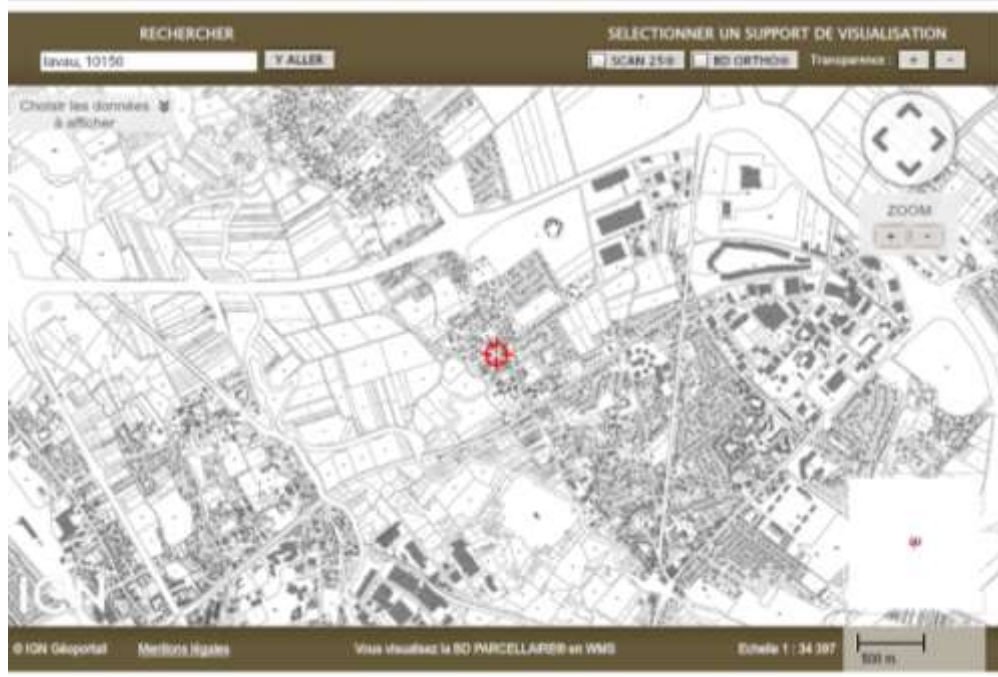 RECHERCHER
SELECTIONNER UN SUPPORT DE VISUALISATION
lavau, 10150
Y ALLER
SCAN 25®
BD ORTHO®
Transparence : + -
Choisir les données
à afficher
ZOOM
+ -
© IGN
© IGN Géoportail
Mentions légales
Vous visualisez la BD PARCELLAIRE® en WMS
Echelle 1 : 34 397
500 m